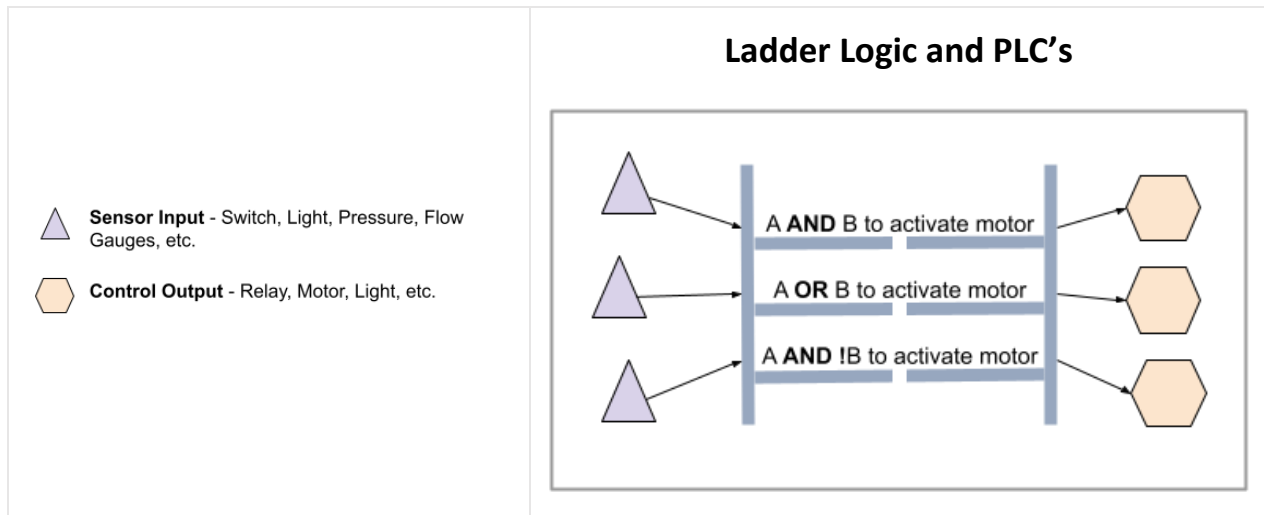 Ladder Logic and PLC’s
Sensor Input - Switch, Light, Pressure, Flow
Gauges, etc.
Control Output - Relay, Motor, Light, etc.
A AND B to activate motor
A OR B to activate motor
A AND !B to activate motor